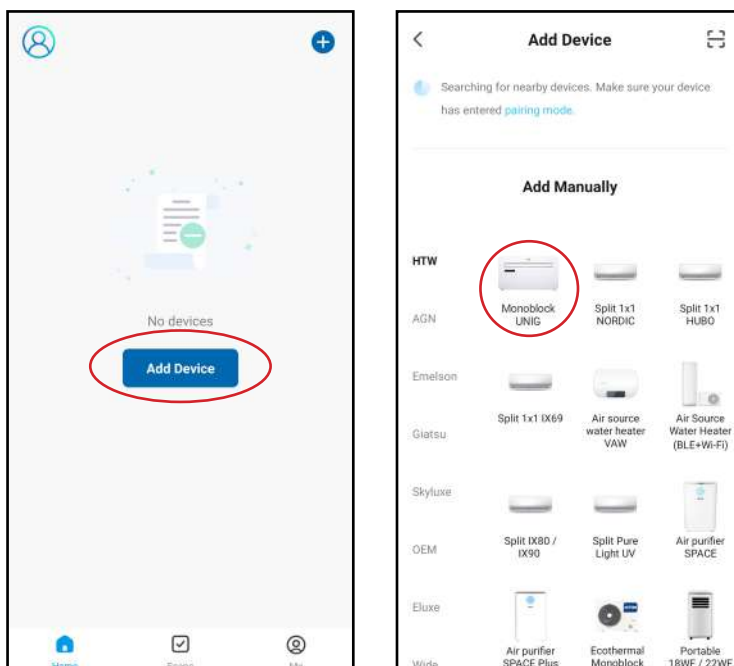 No devices
Add Device
Home
Scene
Me
Add Device
Searching for nearby devices. Make sure your device
has entered pairing mode.
Add Manually
HTW
AGN
Emelson
Giatsu
Skyluxe
OEM
Eluxe
Wide
Monoblock
UNIG
Split 1x1
NORDIC
Split 1x1
HUBO
Split 1x1 IX69
Air source
water heater
VAW
Air Source
Water Heater
(BLE+Wi-Fi)
Split IX80 /
IX90
Split Pure
Light UV
Air purifier
SPACE
Air purifier
SPACE Plus
Ecothermal
Monoblock
Portable
18WF / 22WF